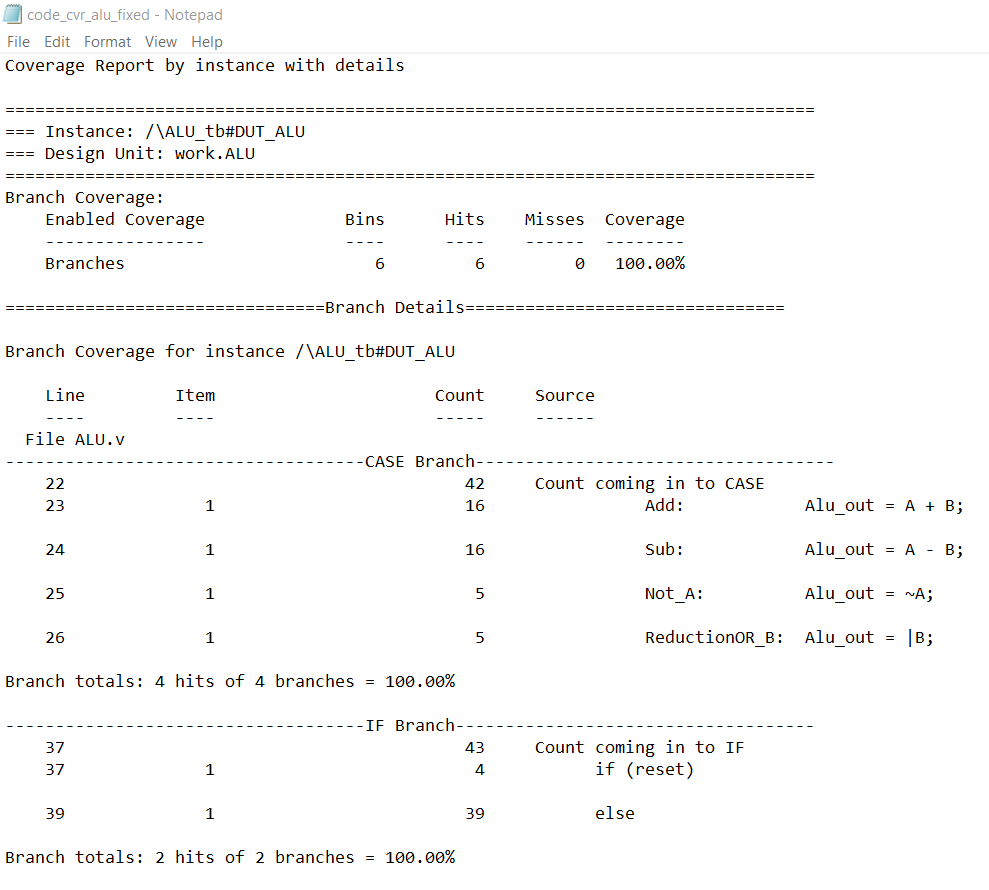 code_cvr_alu_fixed - Notepad
File Edit Format View Help
Coverage Report by instance with details
=================================================================================
=== Instance: /\ALU_tb#DUT_ALU
=== Design Unit: work.ALU
=================================================================================
Branch Coverage:
    Enabled Coverage              Bins      Hits    Misses  Coverage
    ----------------              ----      ----    ------  --------
    Branches                         6         6         0   100.00%
================================Branch Details================================
Branch Coverage for instance /\ALU_tb#DUT_ALU
    Line         Item                      Count     Source
    ----         ----                      -----     ------
  File ALU.v
------------------------------------CASE Branch------------------------------------
    22                                        42     Count coming in to CASE
    23              1                         16                Add:            Alu_out = A + B;
    24              1                         16                Sub:            Alu_out = A - B;
    25              1                          5                Not_A:          Alu_out = ~A;
    26              1                          5                ReductionOR_B:  Alu_out = |B;
Branch totals: 4 hits of 4 branches = 100.00%
------------------------------------IF Branch------------------------------------
    37                                        43     Count coming in to IF
    37              1                          4           if (reset)
    39              1                         39           else
Branch totals: 2 hits of 2 branches = 100.00%